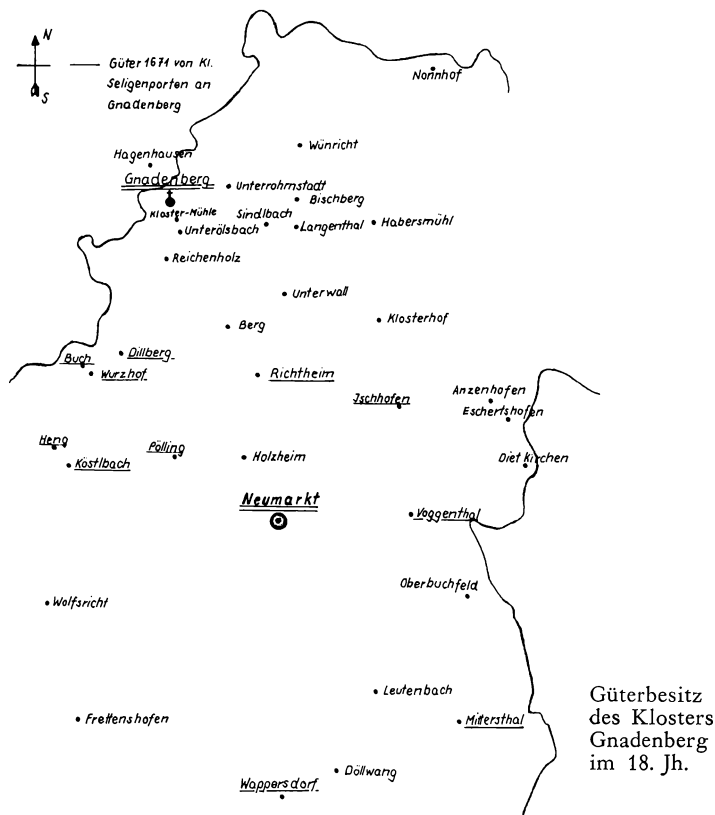 N
S
Güter 1671 von Kl.
Seligenporten an
Gnadenberg
Nonnhof
Wünricht
Hagenhausen
Gnadenberg
Unterrohrnstadt
Bischberg
Kloster-Mühle
Sindlbach
Habersmühl
Unterölsbach
Langenthal
Reichenholz
Unterwall
Berg
Klosterhof
Dillberg
Buch
Wurzhof
Richtheim
Jschhofen
Anzenhofen
Eschertshofen
Heng
Pölling
Köstlbach
Holzheim
Dietkirchen
Neumarkt
Voggenthal
Oberbuchfeld
Wolfsricht
Leutenbach
Frettenshofen
Mittersthal
Döllwang
Wappersdorf
Güterbesitz
des Klosters
Gnadenberg
im 18. Jh.